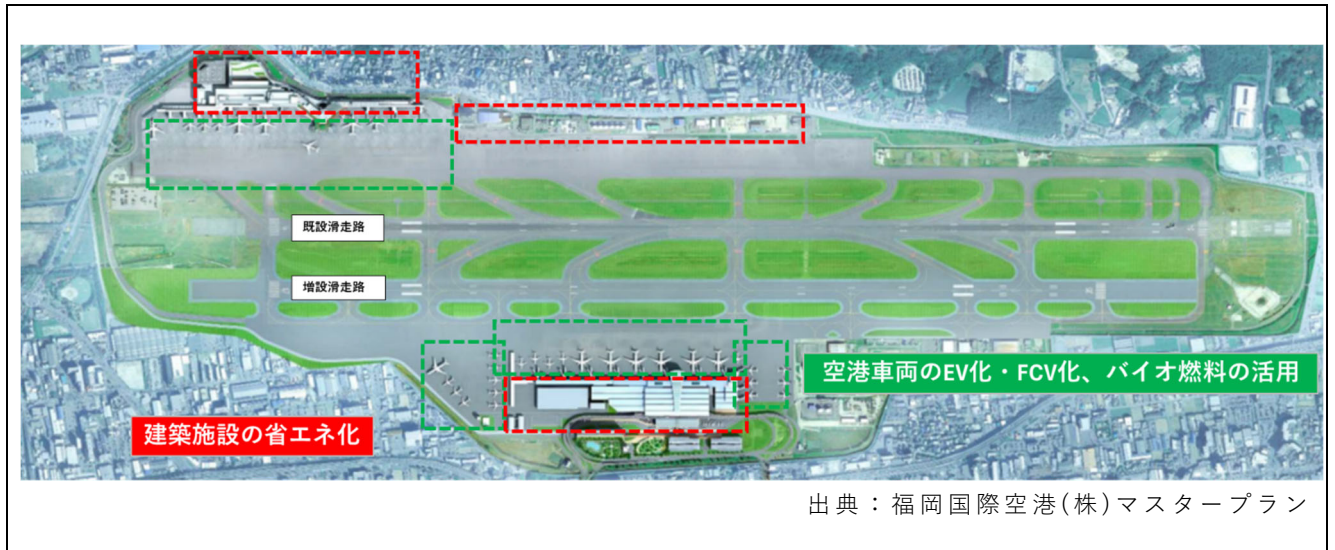 既設滑走路
増設滑走路
空港車両のEV化・FCV化、バイオ燃料の活用
建築施設の省エネ化
出典：福岡国際空港(株)マスタープラン